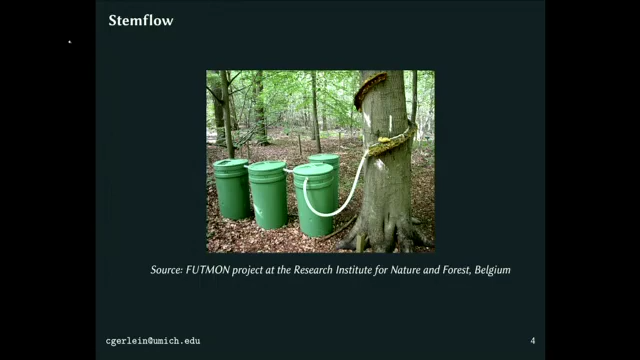 Stemflow
Source: FUTMON project at the Research Institute for Nature and Forest, Belgium
cgerlein@umich.edu
4